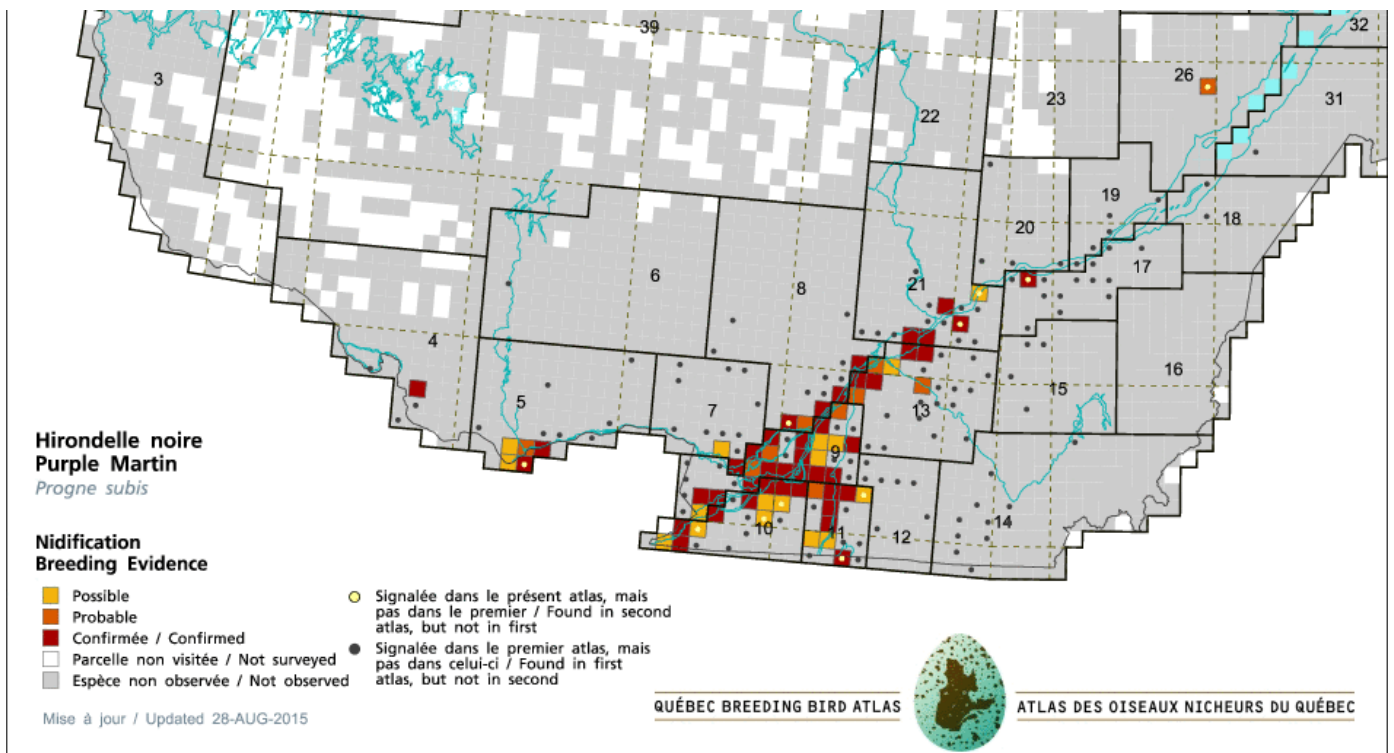 39
32
3
26
23
31
22
19
20
18
17
6
8
21
4
16
15
5
7
13
9
10
11
12
14
Hirondelle noire
Purple Martin
Progne subis
Nidification
Breeding Evidence
Possible
Probable
Confirmée / Confirmed
Parcelle non visitée / Not surveyed
Espèce non observée / Not observed
Signalée dans le présent atlas, mais
pas dans le premier / Found in second
atlas, but not in first
Signalée dans le premier atlas, mais
pas dans celui-ci / Found in first
atlas, but not in second
Mise à jour / Updated 28-AUG-2015
QUÉBEC BREEDING BIRD ATLAS
ATLAS DES OISEAUX NICHEURS DU QUÉBEC